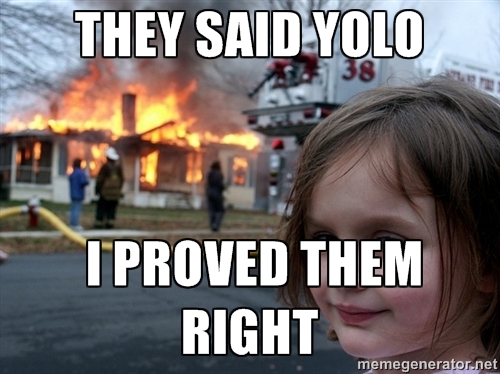 THEY SAID YOLO
38
I PROVED THEM
RIGHT
memegenerator.net